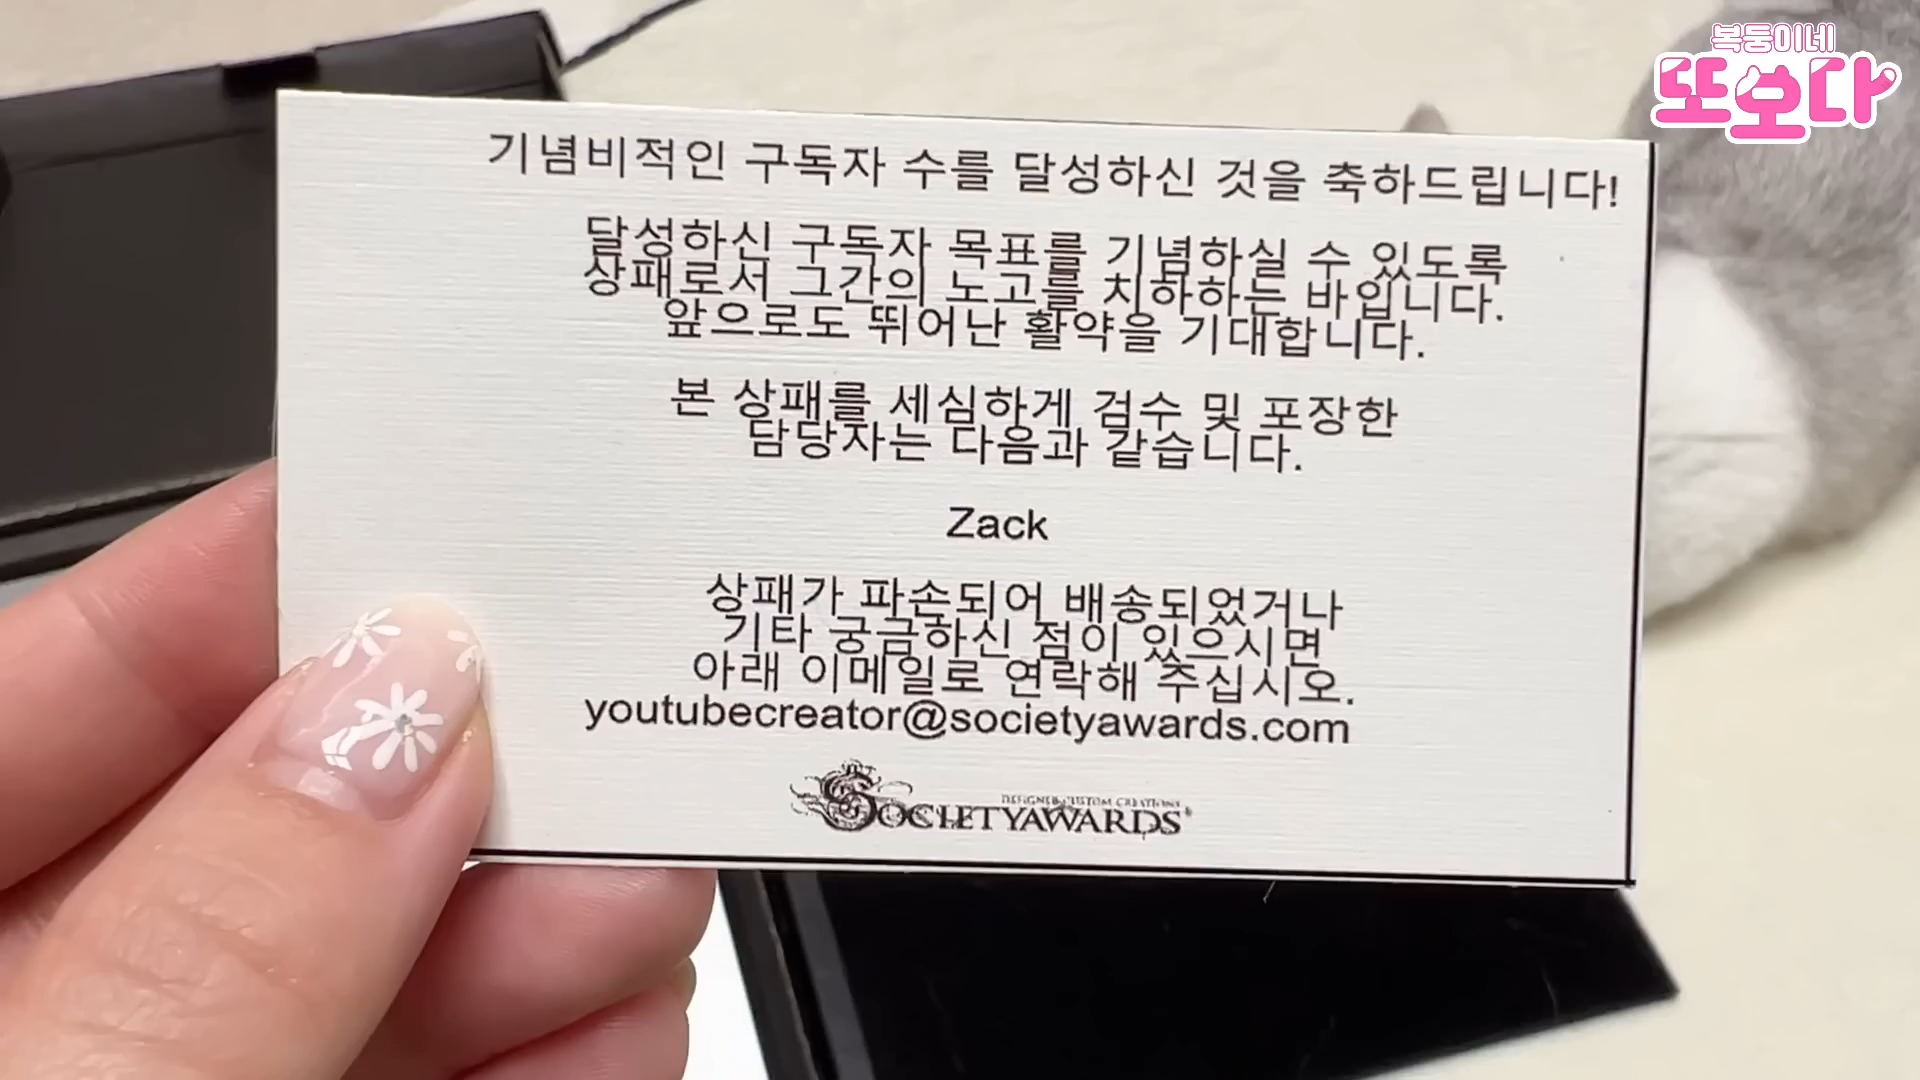 복둥이네
또오다
기념비적인 구독자 수를 달성하신 것을 축하드립니다!
달성하신 구독자 목표를 기념하실 수 있도록
상패로서 그간의 노고를 치하하는 바입니다.
앞으로도 뛰어난 활약을 기대합니다.
본 상패를 세심하게 검수 및 포장한
담당자는 다음과 같습니다.
Zack
상패가 파손되어 배송되었거나
기타 궁금하신 점이 있으시면
아래 이메일로 연락해 주십시오.
youtubecreator@societyawards.com
DESIGNER CUSTOM CREATIONS
SOCIETYAWARDS®